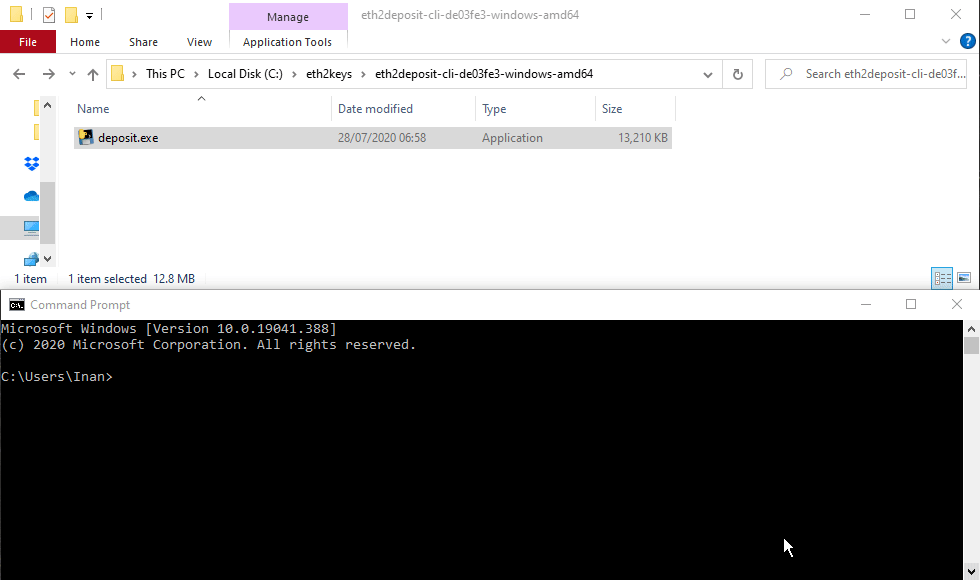 Manage
eth2deposit-cli-de03fe3-windows-amd64
File
Home
Share
View
Application Tools
This PC > Local Disk (C:) > eth2keys > eth2deposit-cli-de03fe3-windows-amd64
Search eth2deposit-cli-de03f...
Name
Date modified
Type
Size
deposit.exe
28/07/2020 06:58
Application
13,210 KB
1 item
1 item selected 12.8 MB
Command Prompt
Microsoft Windows [Version 10.0.19041.388]
(c) 2020 Microsoft Corporation. All rights reserved.
C:\Users\Inan>